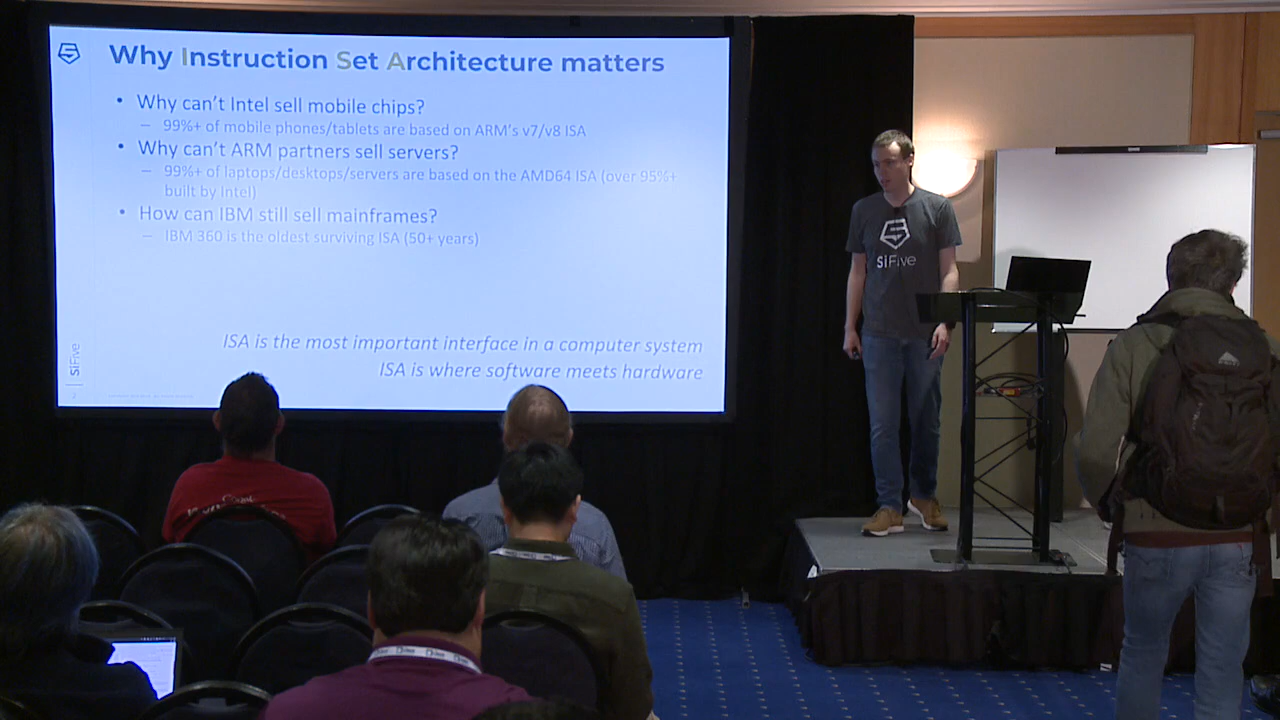 Why Instruction Set Architecture matters
• Why can't Intel sell mobile chips?
– 99%+ of mobile phones/tablets are based on ARM's v7/v8 ISA
• Why can't ARM partners sell servers?
– 99%+ of laptops/desktops/servers are based on the AMD64 ISA (over 95%+
built by Intel)
• How can IBM still sell mainframes?
– IBM 360 is the oldest surviving ISA (50+ years)
ISA is the most important interface in a computer system
ISA is where software meets hardware
SiFive
SiFive